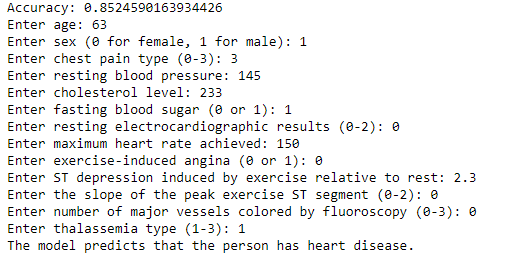 Accuracy: 0.8524590163934426
Enter age: 63
Enter sex (0 for female, 1 for male): 1
Enter chest pain type (0-3): 3
Enter resting blood pressure: 145
Enter cholesterol level: 233
Enter fasting blood sugar (0 or 1): 1
Enter resting electrocardiographic results (0-2): 0
Enter maximum heart rate achieved: 150
Enter exercise-induced angina (0 or 1): 0
Enter ST depression induced by exercise relative to rest: 2.3
Enter the slope of the peak exercise ST segment (0-2): 0
Enter number of major vessels colored by fluoroscopy (0-3): 0
Enter thalassemia type (1-3): 1
The model predicts that the person has heart disease.